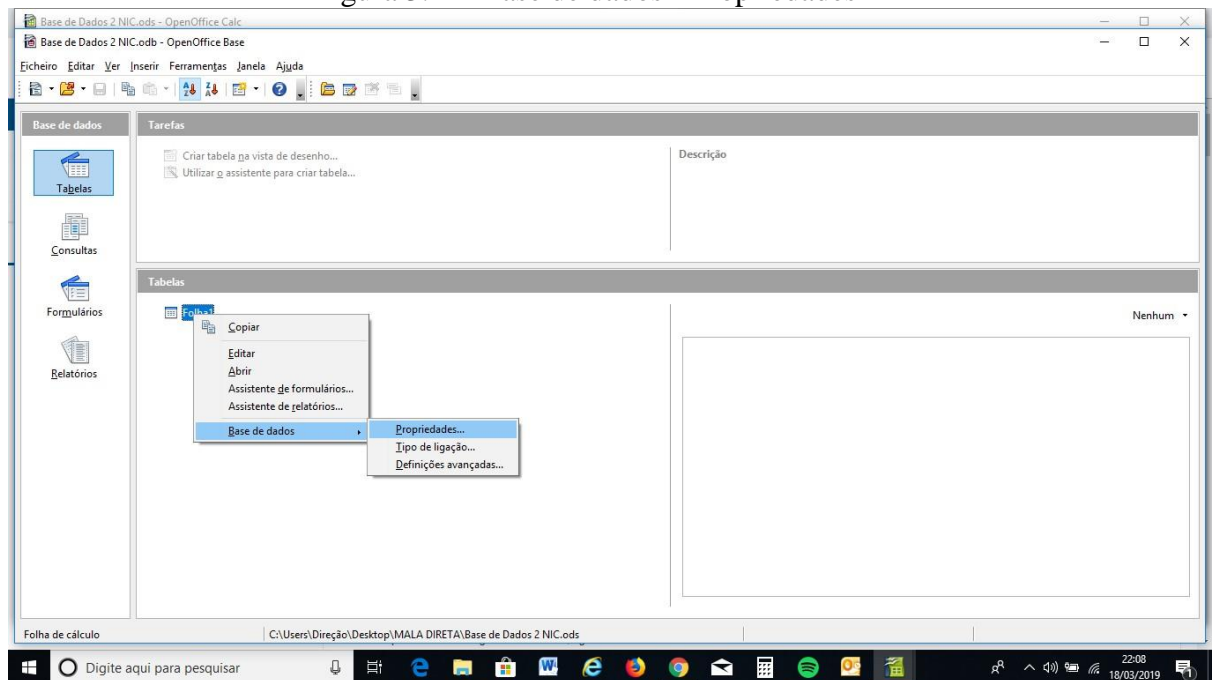 Base de Dados 2 NIC.ods - OpenOffice Calc
Base de Dados 2 NIC.odb - OpenOffice Base
Ficheiro Editar Ver Inserir Ferramentas Janela Ajuda
Base de dados
Tarefas
Tabelas
Consultas
Formulários
Relatórios
Criar tabela na vista de desenho...
Utilizar o assistente para criar tabela...
Descrição
Tabelas
Nenhum
Copiar
Editar
Abrir
Assistente de formulários...
Assistente de relatórios...
Base de dados
Propriedades...
Tipo de ligação...
Definições avançadas...
Folha de cálculo
C:\Users\Direção\Desktop\MALA DIRETA\Base de Dados 2 NIC.ods
Digite aqui para pesquisar
22:08
18/03/2019